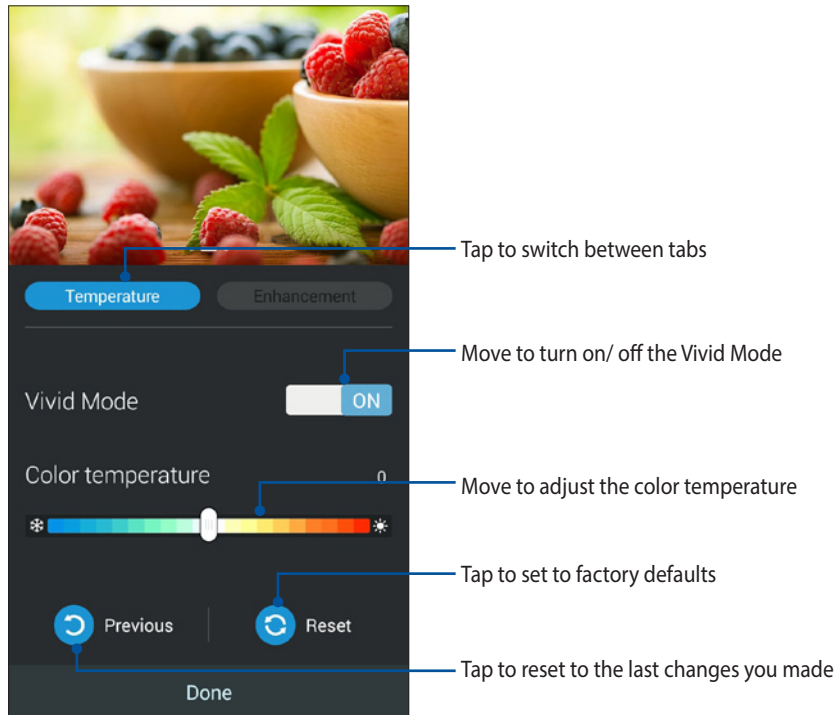 Tap to switch between tabs
Temperature
Enhancement
Move to turn on/ off the Vivid Mode
Vivid Mode
ON
Color temperature
0
Move to adjust the color temperature
Tap to set to factory defaults
Previous
Reset
Tap to reset to the last changes you made
Done